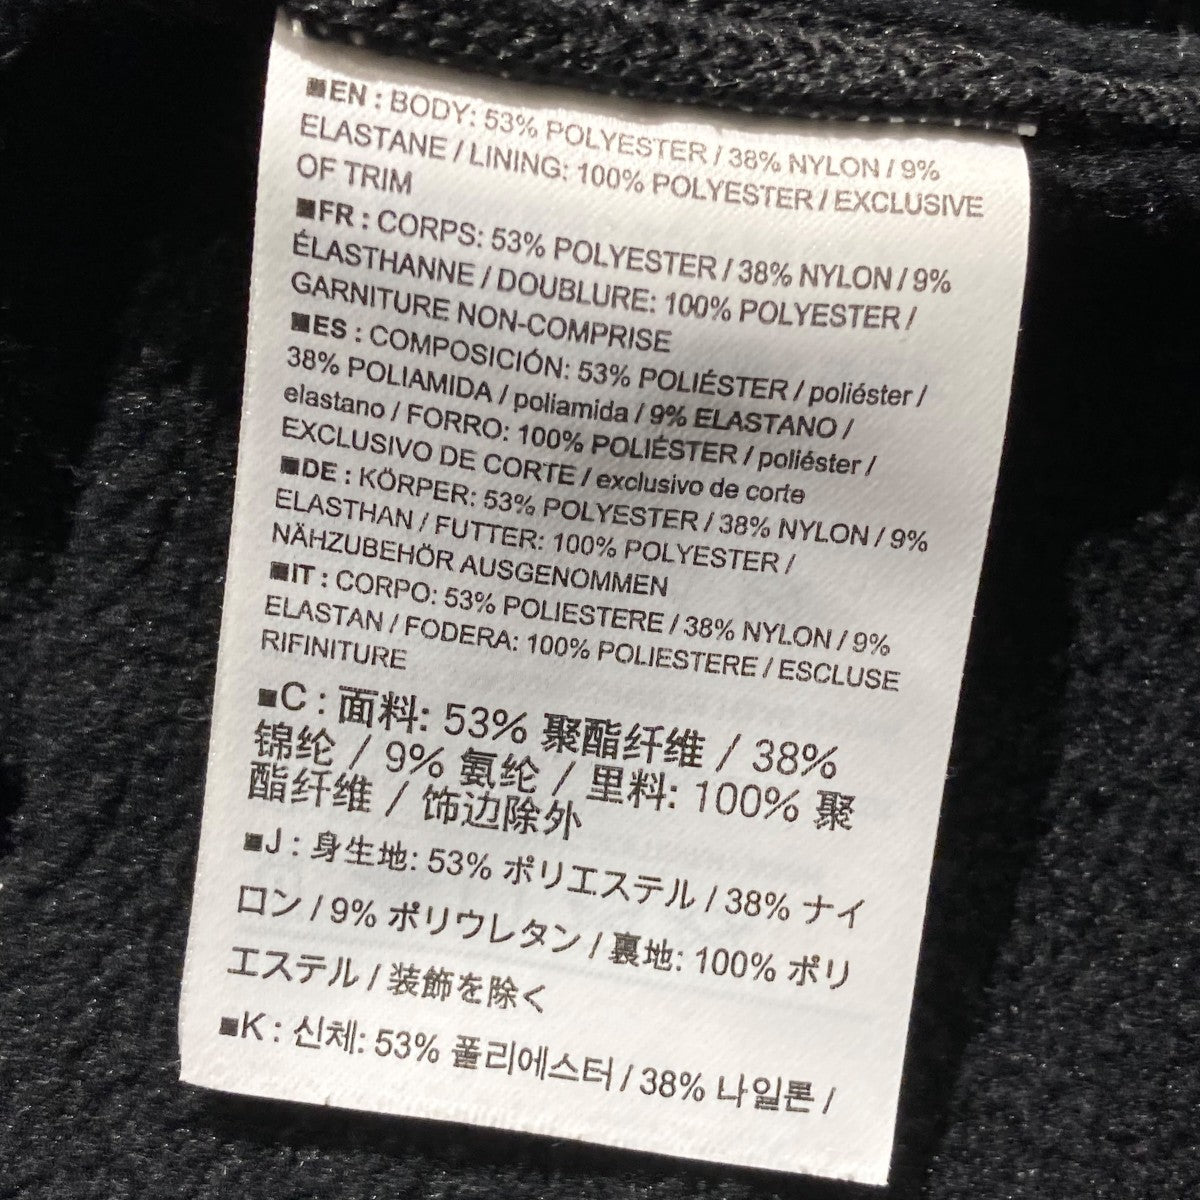 ■EN : BODY: 53% POLYESTER / 38% NYLON / 9%
ELASTANE / LINING: 100% POLYESTER / EXCLUSIVE
OF TRIM
■FR : CORPS: 53% POLYESTER / 38% NYLON / 9%
ÉLASTHANNE / DOUBLURE: 100% POLYESTER /
GARNITURE NON-COMPRISE
■ES : COMPOSICIÓN: 53% POLIÉSTER / poliéster /
38% POLIAMIDA / poliamida / 9% ELASTANO /
elastano / FORRO: 100% POLIÉSTER / poliéster /
EXCLUSIVO DE CORTE / exclusivo de corte
■DE : KÖRPER: 53% POLYESTER / 38% NYLON / 9%
ELASTHAN / FUTTER: 100% POLYESTER /
NÄHZUBEHÖR AUSGENOMMEN
■IT : CORPO: 53% POLIESTERE / 38% NYLON / 9%
ELASTAN / FODERA: 100% POLIESTERE / ESCLUSE
RIFINITURE
■C : 面料: 53% 聚酯纤维 / 38%
锦纶 / 9% 氨纶 / 里料: 100% 聚
酯纤维 / 饰边除外
■J : 身生地: 53% ポリエステル / 38% ナイ
ロン / 9% ポリウレタン / 裏地: 100% ポリ
エステル / 装飾を除く
■K : 신체: 53% 폴리에스터 / 38% 나일론 /